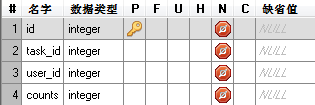 # 名字 数据类型 P F U H N C 缺省值
1 id integer NULL
2 task_id integer NULL
3 user_id integer NULL
4 counts integer NULL